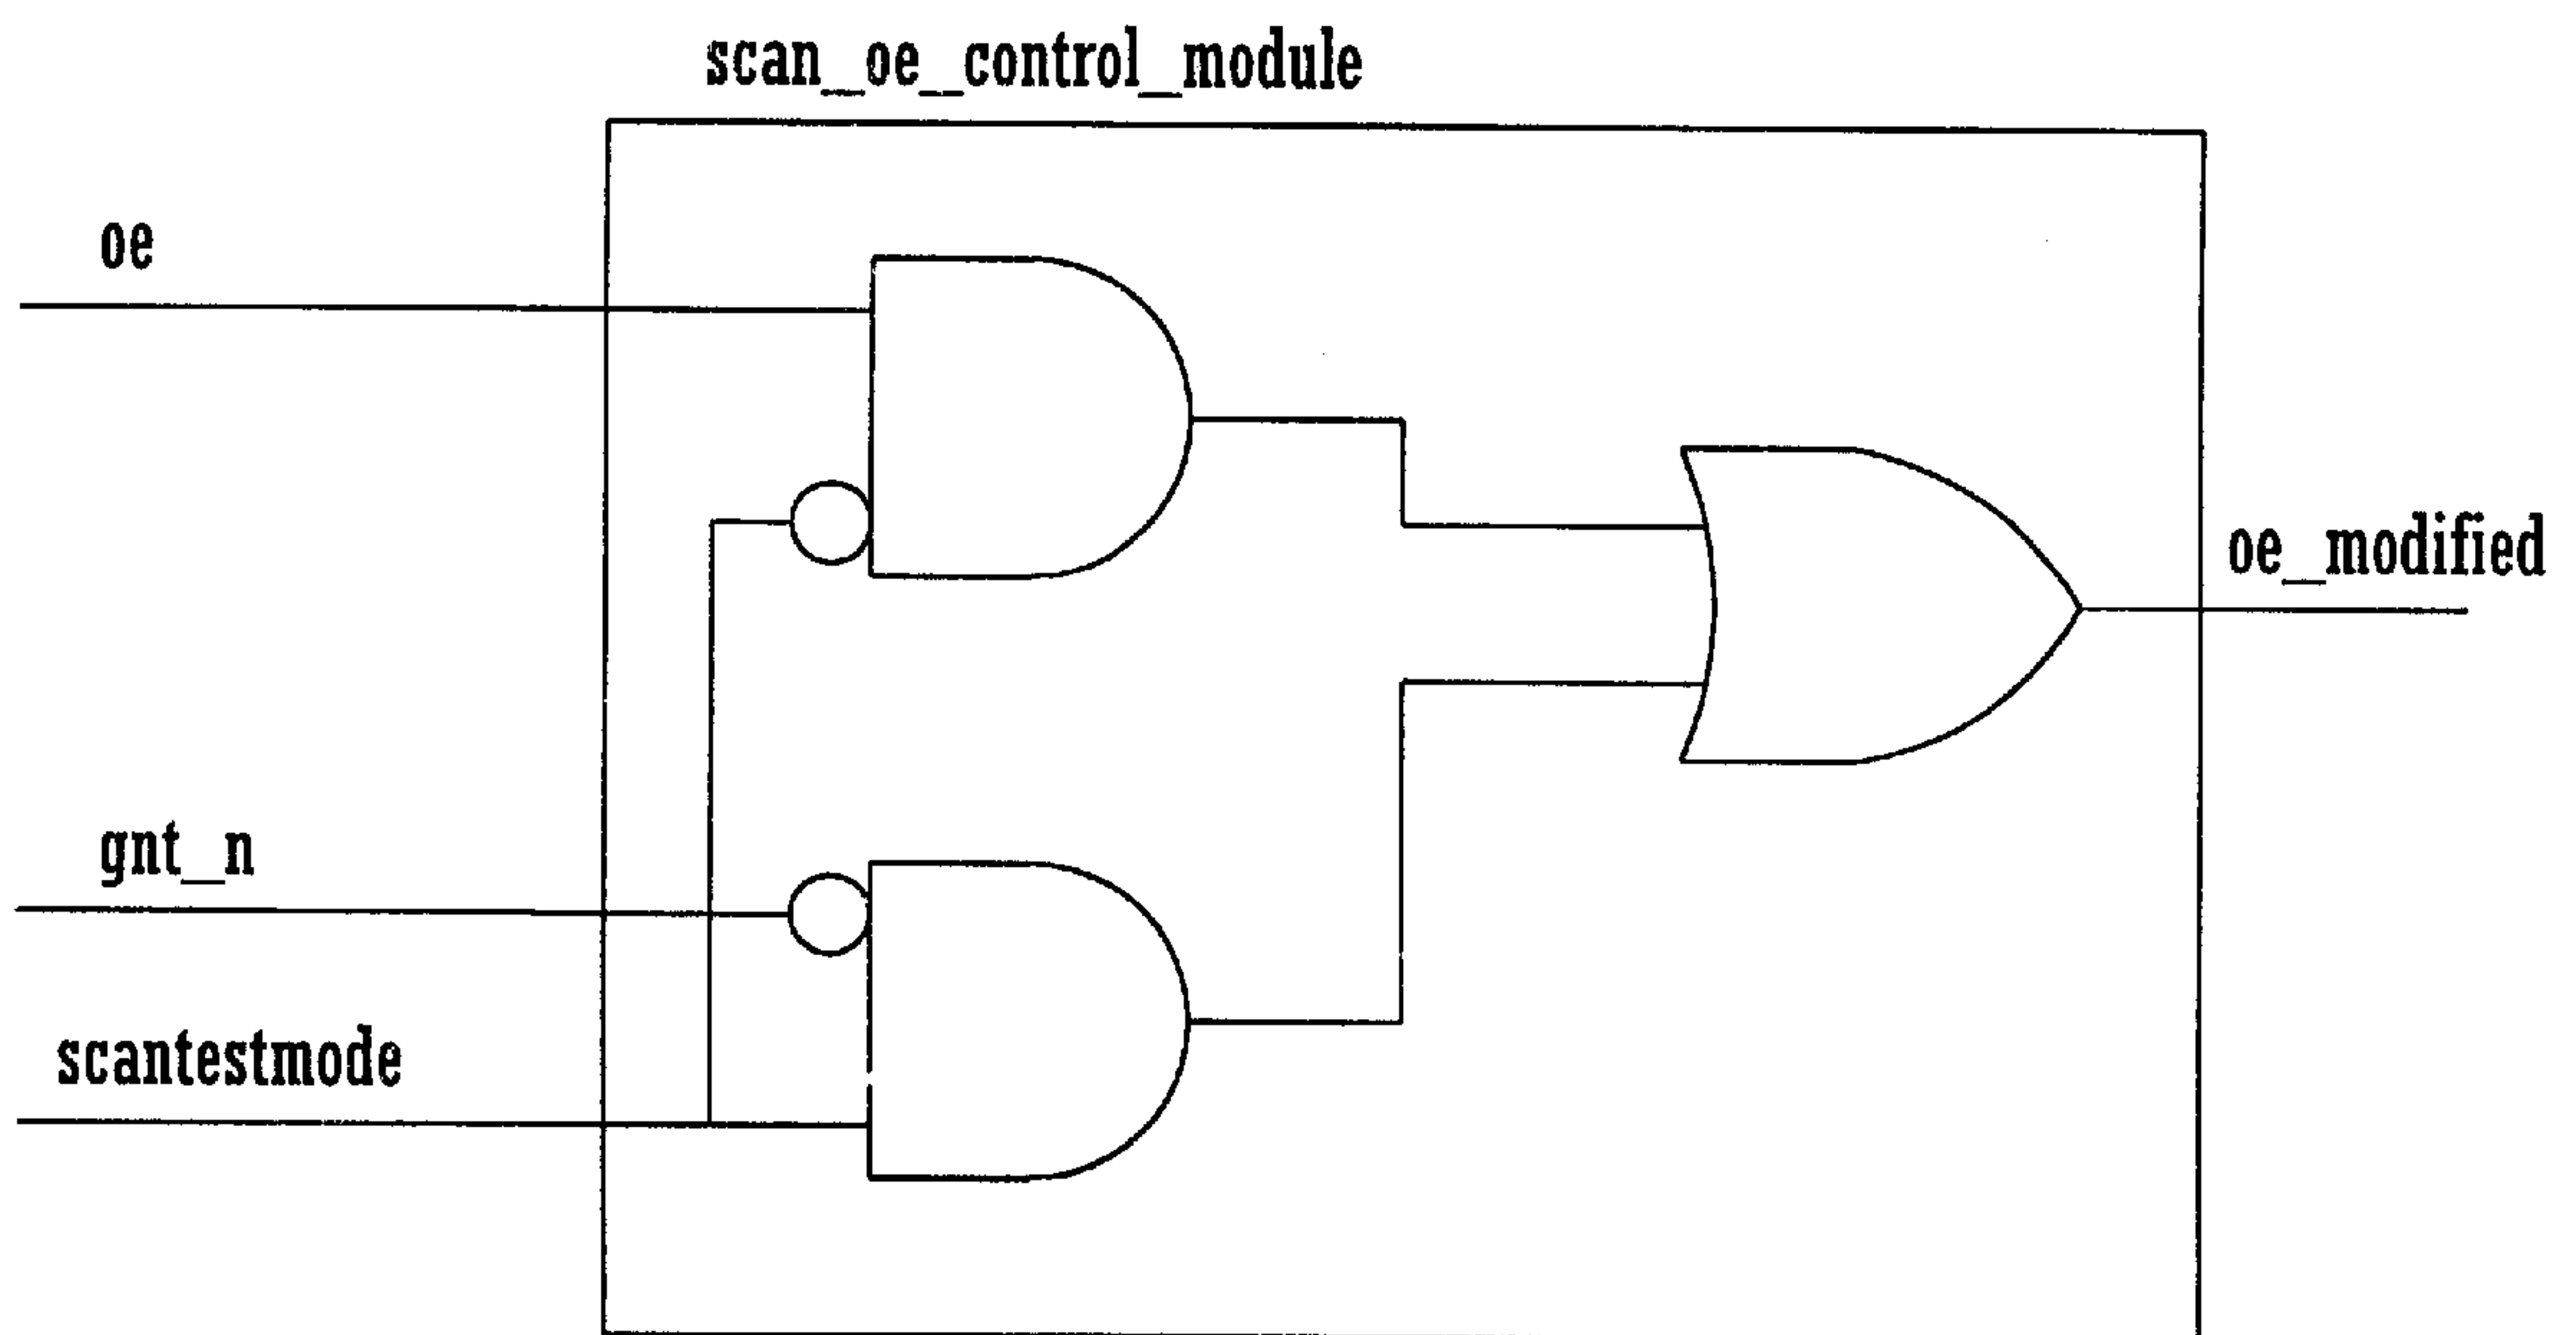 scan_oe_control_module
oe
oe_modified
gnt_n
scantestmode